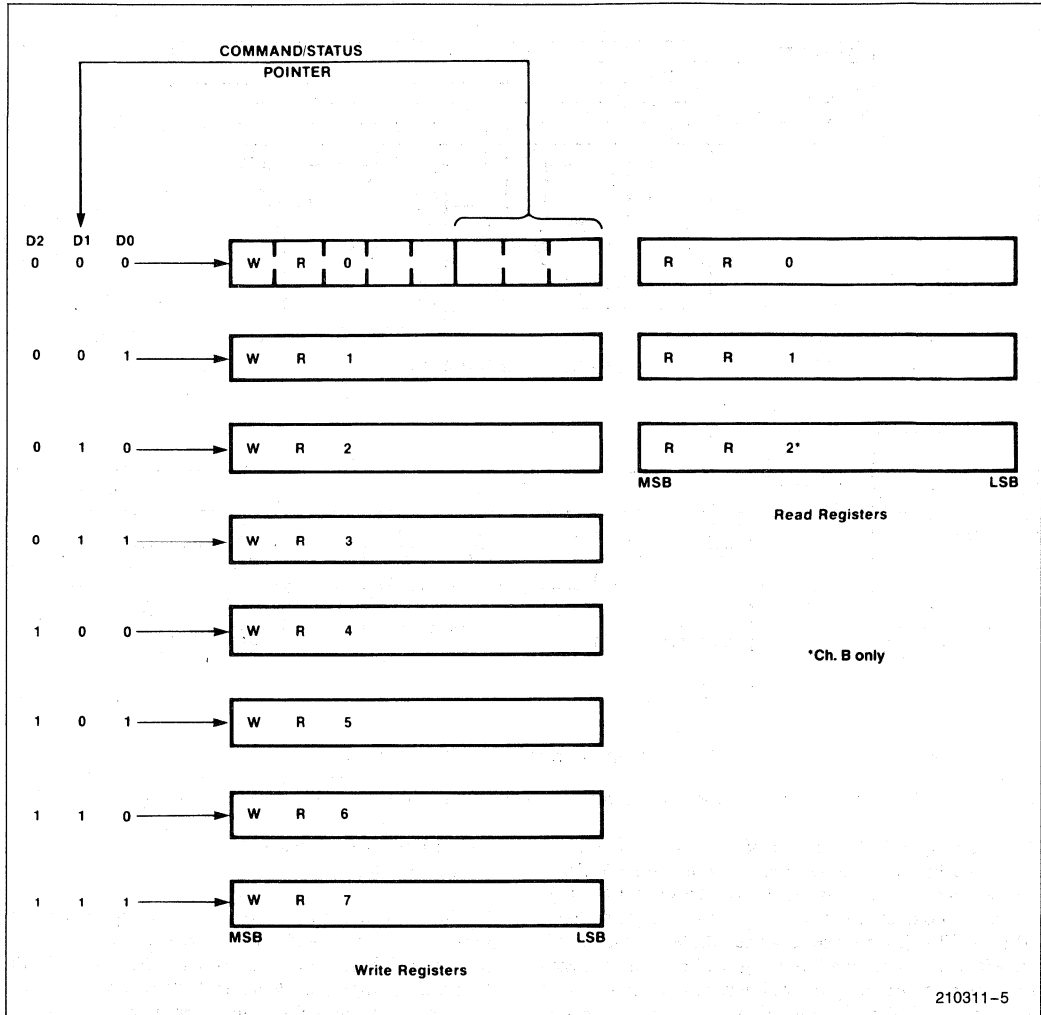 COMMAND/STATUS
POINTER
D2 D1 D0
0 0 0 W R 0 R R 0
0 0 1 W R 1 R R 1
0 1 0 W R 2 R R 2*
MSB LSB
Read Registers
0 1 1 W R 3
1 0 0 W R 4
*Ch. B only
1 0 1 W R 5
1 1 0 W R 6
1 1 1 W R 7
MSB LSB
Write Registers
210311–5